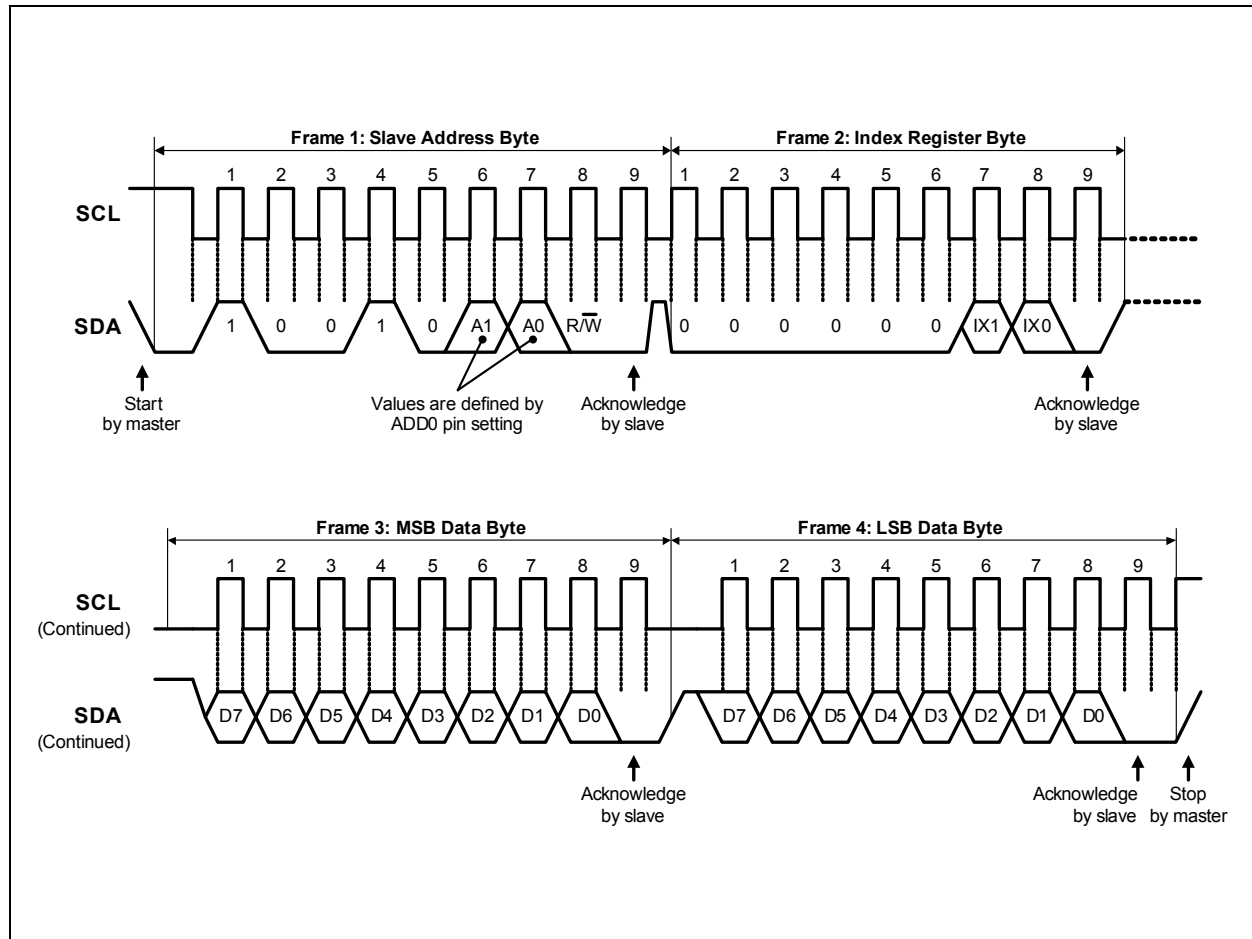 Frame 1: Slave Address Byte Frame 2: Index Register Byte
1 2 3 4 5 6 7 8 9 1 2 3 4 5 6 7 8 9
SCL
SDA 1 0 0 1 0 A1 A0 R/W̅ 0 0 0 0 0 0 IX1 IX0
Start
by master
Values are defined by
ADD0 pin setting
Acknowledge
by slave
Acknowledge
by slave
Frame 3: MSB Data Byte Frame 4: LSB Data Byte
1 2 3 4 5 6 7 8 9 1 2 3 4 5 6 7 8 9
SCL
(Continued)
SDA D7 D6 D5 D4 D3 D2 D1 D0 D7 D6 D5 D4 D3 D2 D1 D0
(Continued)
Acknowledge
by slave
Acknowledge
by slave
Stop
by master